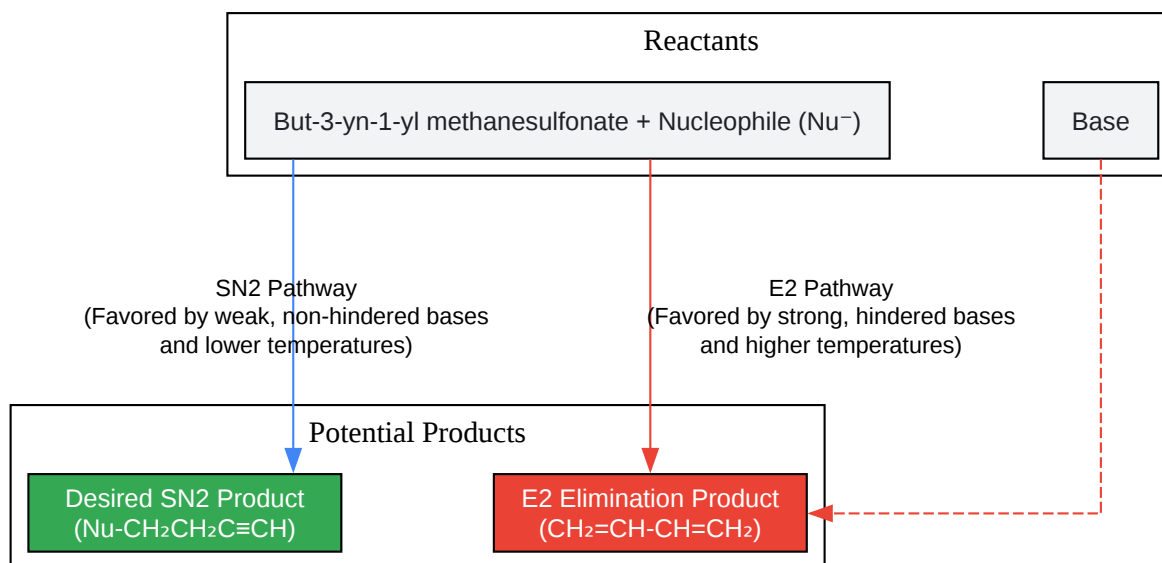 Reactants
But-3-yn-1-yl methanesulfonate + Nucleophile (Nu⁻)
Base
SN2 Pathway
(Favored by weak, non-hindered bases
and lower temperatures)
E2 Pathway
(Favored by strong, hindered bases
and higher temperatures)
Potential Products
Desired SN2 Product
(Nu-CH₂CH₂C≡CH)
E2 Elimination Product
(CH₂=CH-CH=CH₂)